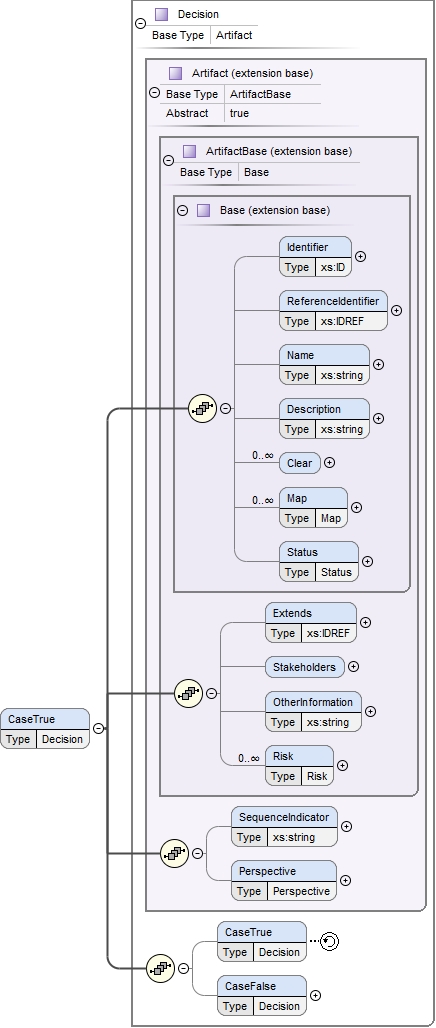 Decision
Base Type Artifact
Artifact (extension base)
Base Type ArtifactBase
Abstract true
ArtifactBase (extension base)
Base Type Base
Base (extension base)
Identifier
Type xs:ID
ReferenceIdentifier
Type xs:IDREF
Name
Type xs:string
Description
Type xs:string
0..∞
Clear
0..∞
Map
Type Map
Status
Type Status
Extends
Type xs:IDREF
Stakeholders
OtherInformation
Type xs:string
0..∞
Risk
Type Risk
CaseTrue
Type Decision
SequenceIndicator
Type xs:string
Perspective
Type Perspective
CaseTrue
Type Decision
CaseFalse
Type Decision